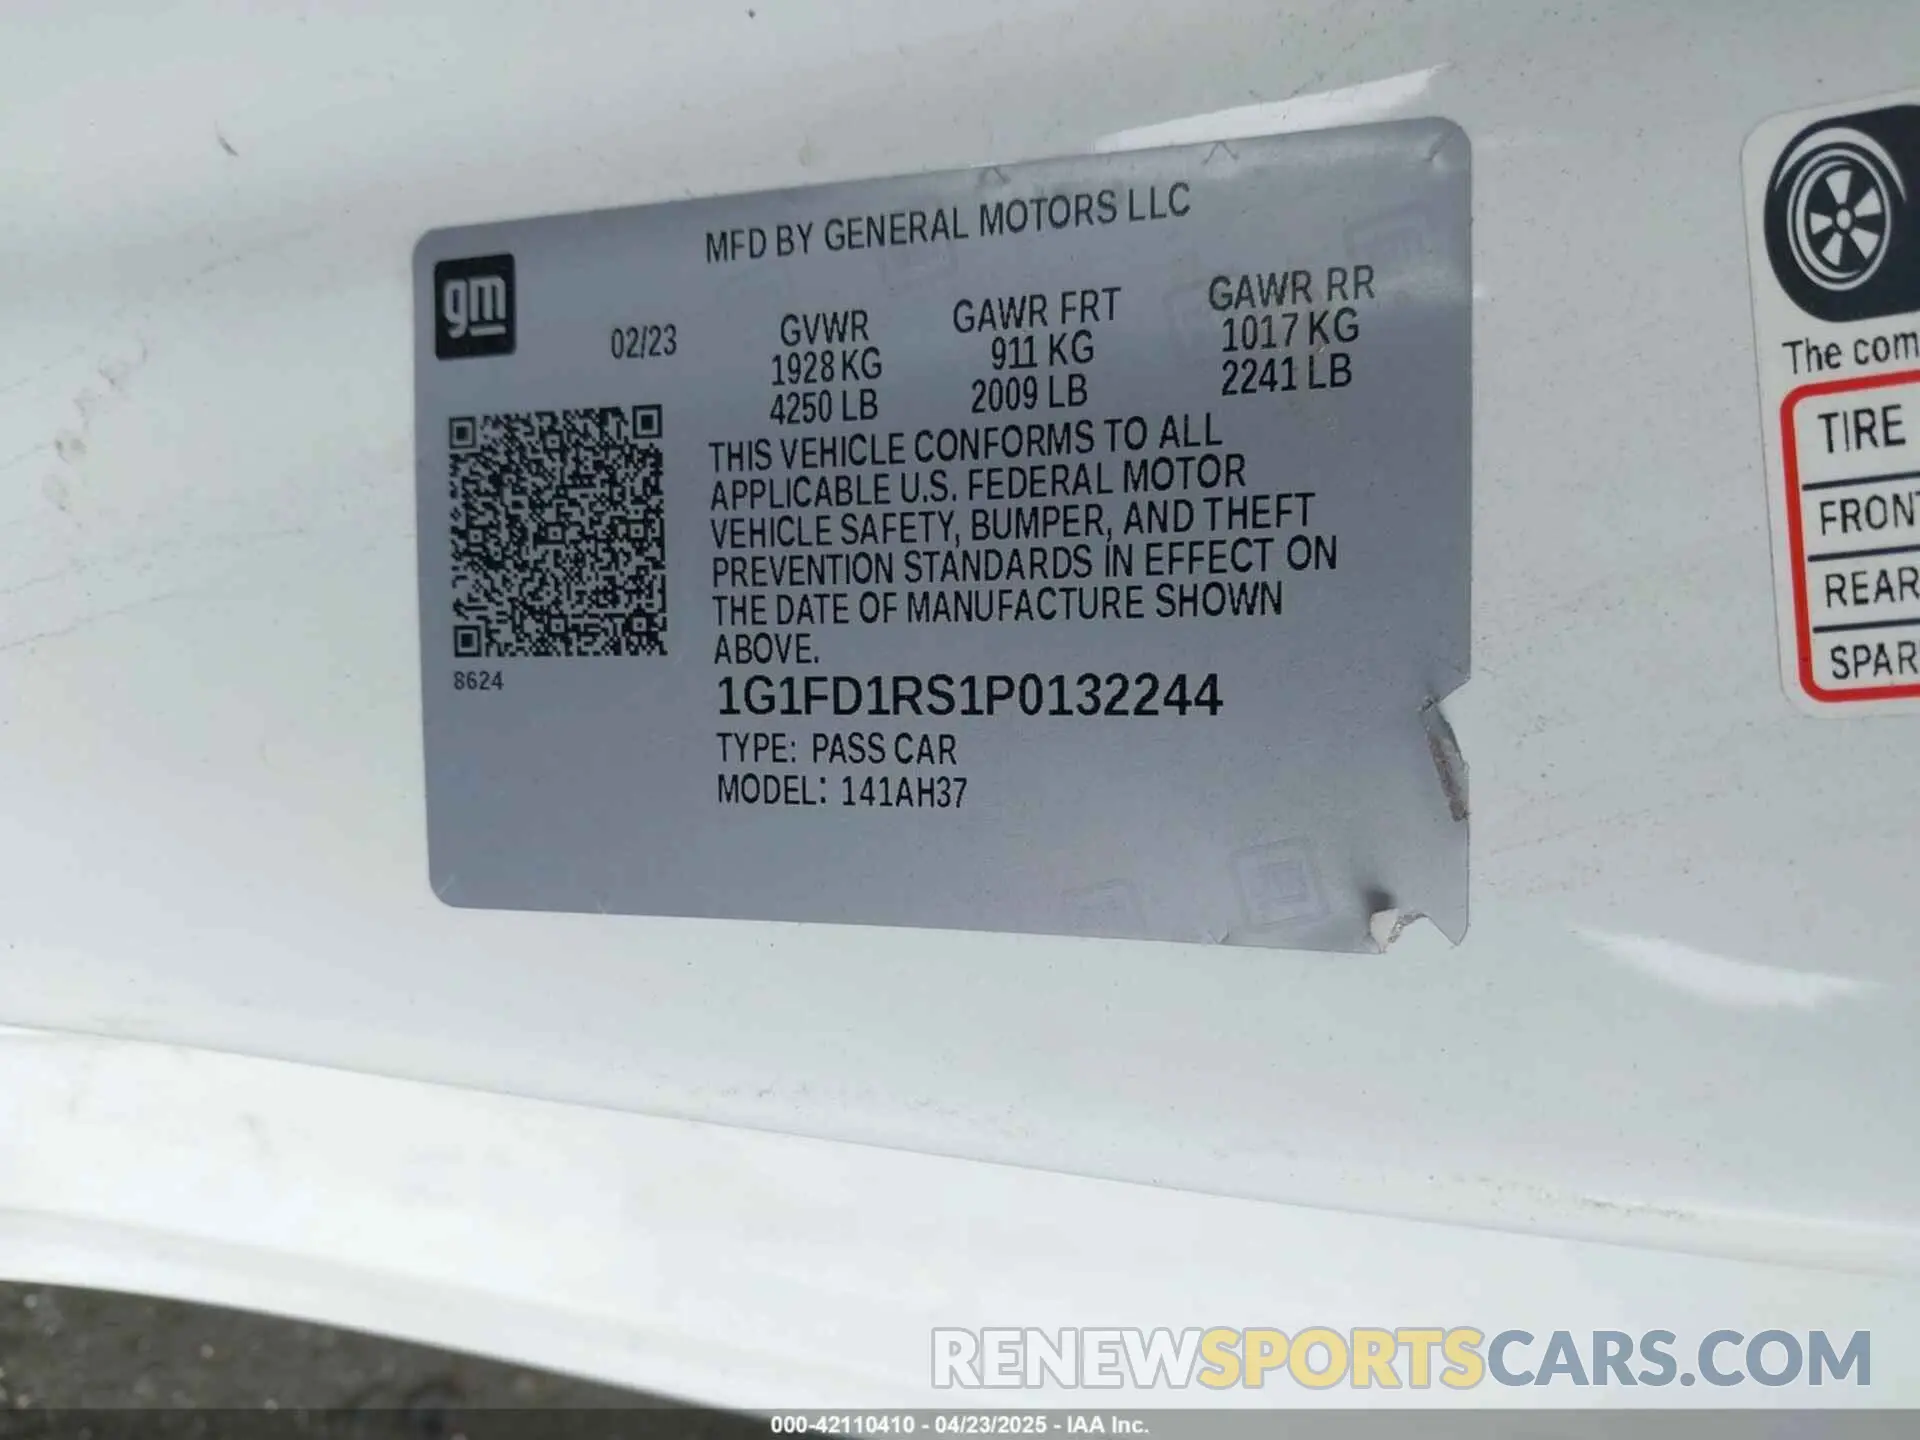 MFD BY GENERAL MOTORS LLC
gm
02/23
GVWR GAWR FRT GAWR RR
1928 KG 911 KG 1017 KG
4250 LB 2009 LB 2241 LB
THIS VEHICLE CONFORMS TO ALL
APPLICABLE U.S. FEDERAL MOTOR
VEHICLE SAFETY, BUMPER, AND THEFT
PREVENTION STANDARDS IN EFFECT ON
THE DATE OF MANUFACTURE SHOWN
ABOVE.
8624
1G1FD1RS1P0132244
TYPE: PASS CAR
MODEL: 141AH37
The com
TIRE
FRONT
REAR
SPAR
RENEWSPORTSCARS.COM
000-42110410 - 04/23/2025 - IAA Inc.